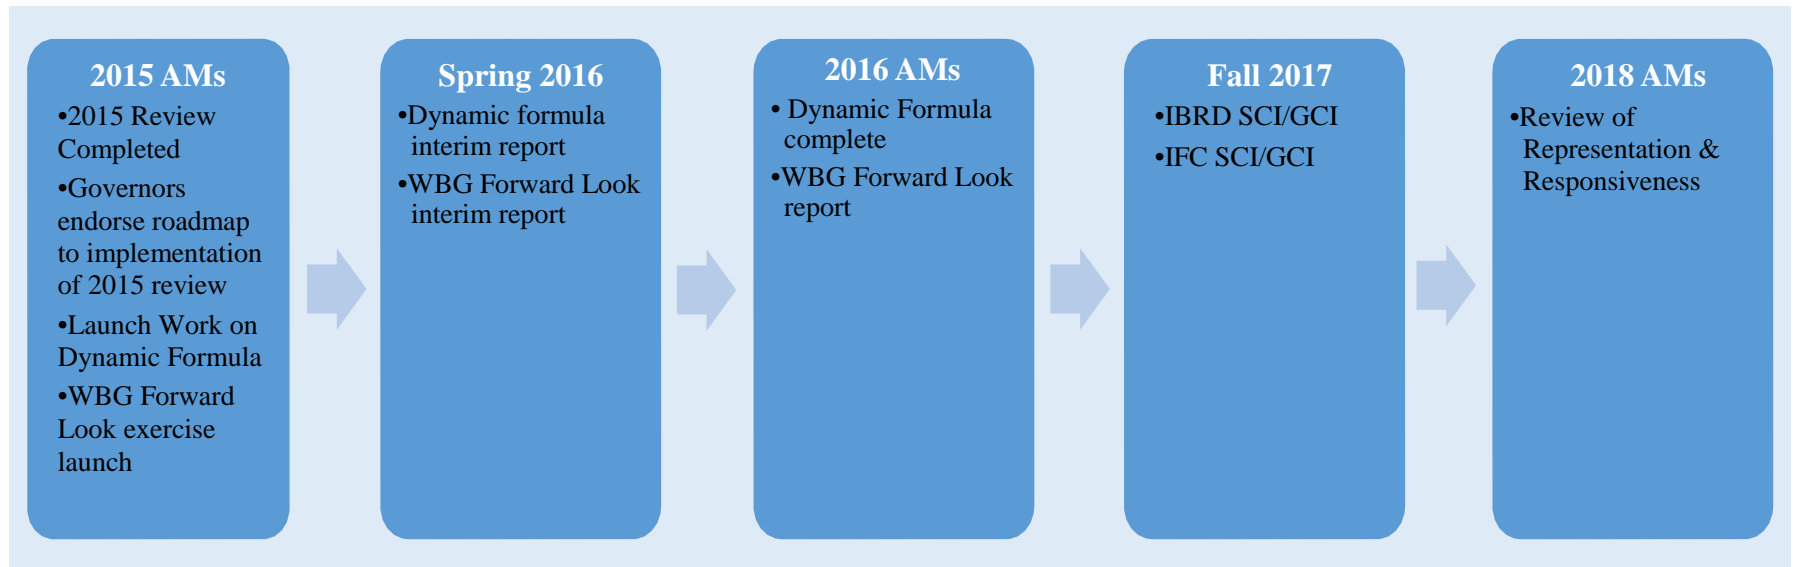 2015 AMs
•2015 Review
Completed
•Governors
endorse roadmap
to implementation
of 2015 review
•Launch Work on
Dynamic Formula
•WBG Forward
Look exercise
launch
Spring 2016
•Dynamic formula
interim report
•WBG Forward Look
interim report
2016 AMs
• Dynamic Formula
complete
•WBG Forward Look
report
Fall 2017
•IBRD SCI/GCI
•IFC SCI/GCI
2018 AMs
•Review of
Representation &
Responsiveness